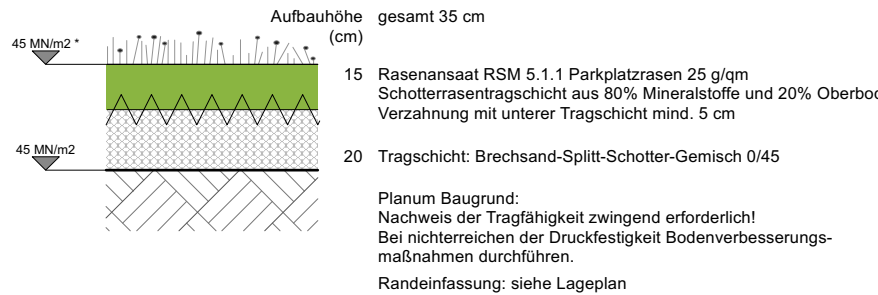 Aufbauhöhe gesamt 35 cm
(cm)
45 MN/m2 *
15 Rasenansaat RSM 5.1.1 Parkplatzrasen 25 g/qm
Schotterrasentragschicht aus 80% Mineralstoffe und 20% Oberbod
Verzahnung mit unterer Tragschicht mind. 5 cm
45 MN/m2
20 Tragschicht: Brechsand-Splitt-Schotter-Gemisch 0/45
Planum Baugrund:
Nachweis der Tragfähigkeit zwingend erforderlich!
Bei nichterreichen der Druckfestigkeit Bodenverbesserungs-
maßnahmen durchführen.
Randeinfassung: siehe Lageplan